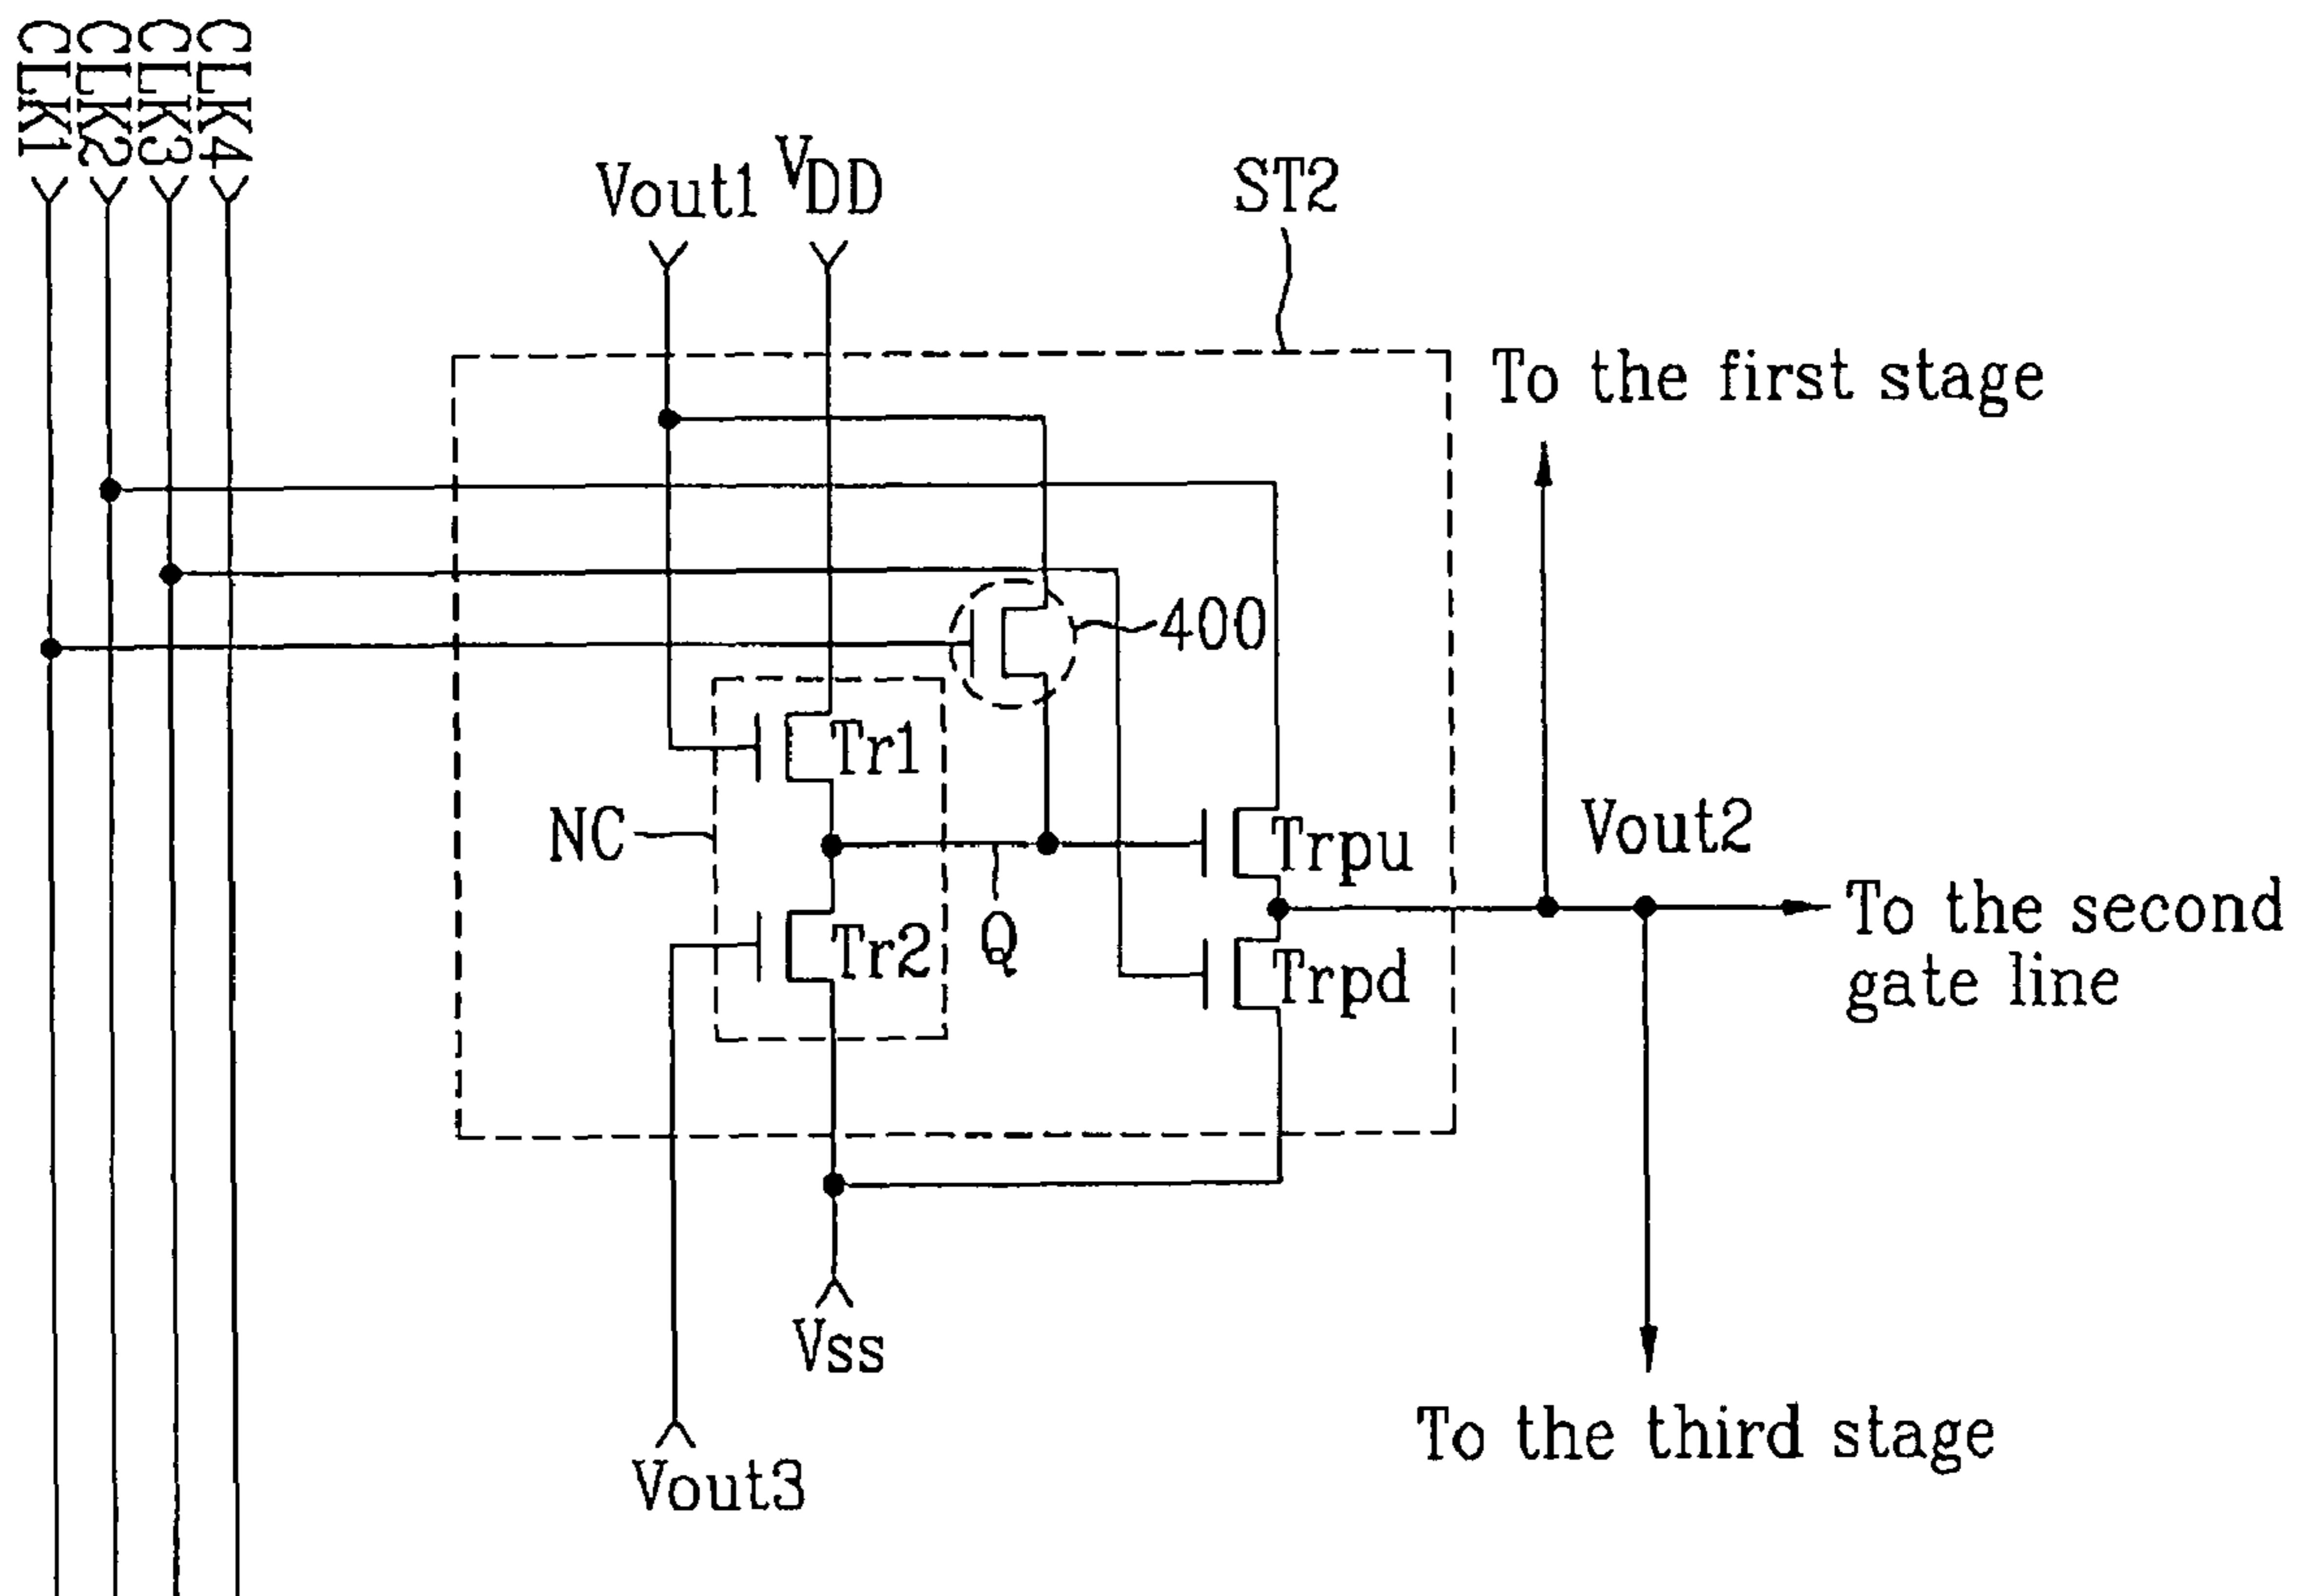 CLK1
CLK2
CLK3
CLK4
Vout1
VDD
ST2
To the first stage
400
Tr1
NC
Trpu
Vout2
Q
Tr2
Trpd
To the second
gate line
Vss
To the third stage
Vout3